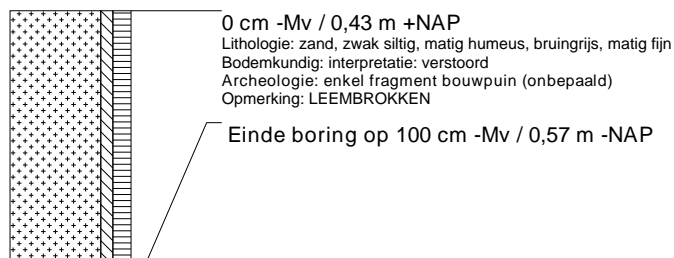 0 cm -Mv / 0,43 m +NAP
Lithologie: zand, zwak siltig, matig humeus, bruingrijs, matig fijn
Bodemkundig: interpretatie: verstoord
Archeologie: enkel fragment bouwpuin (onbepaald)
Opmerking: LEEMBROKKEN
Einde boring op 100 cm -Mv / 0,57 m -NAP